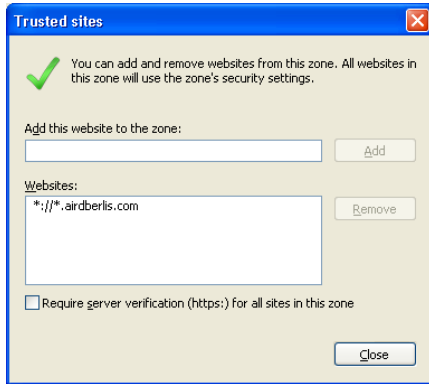 Trusted sites
You can add and remove websites from this zone. All websites in
this zone will use the zone's security settings.
Add this website to the zone:
Add
Websites:
*://*.airdberlis.com
Remove
Require server verification (https:) for all sites in this zone
Close